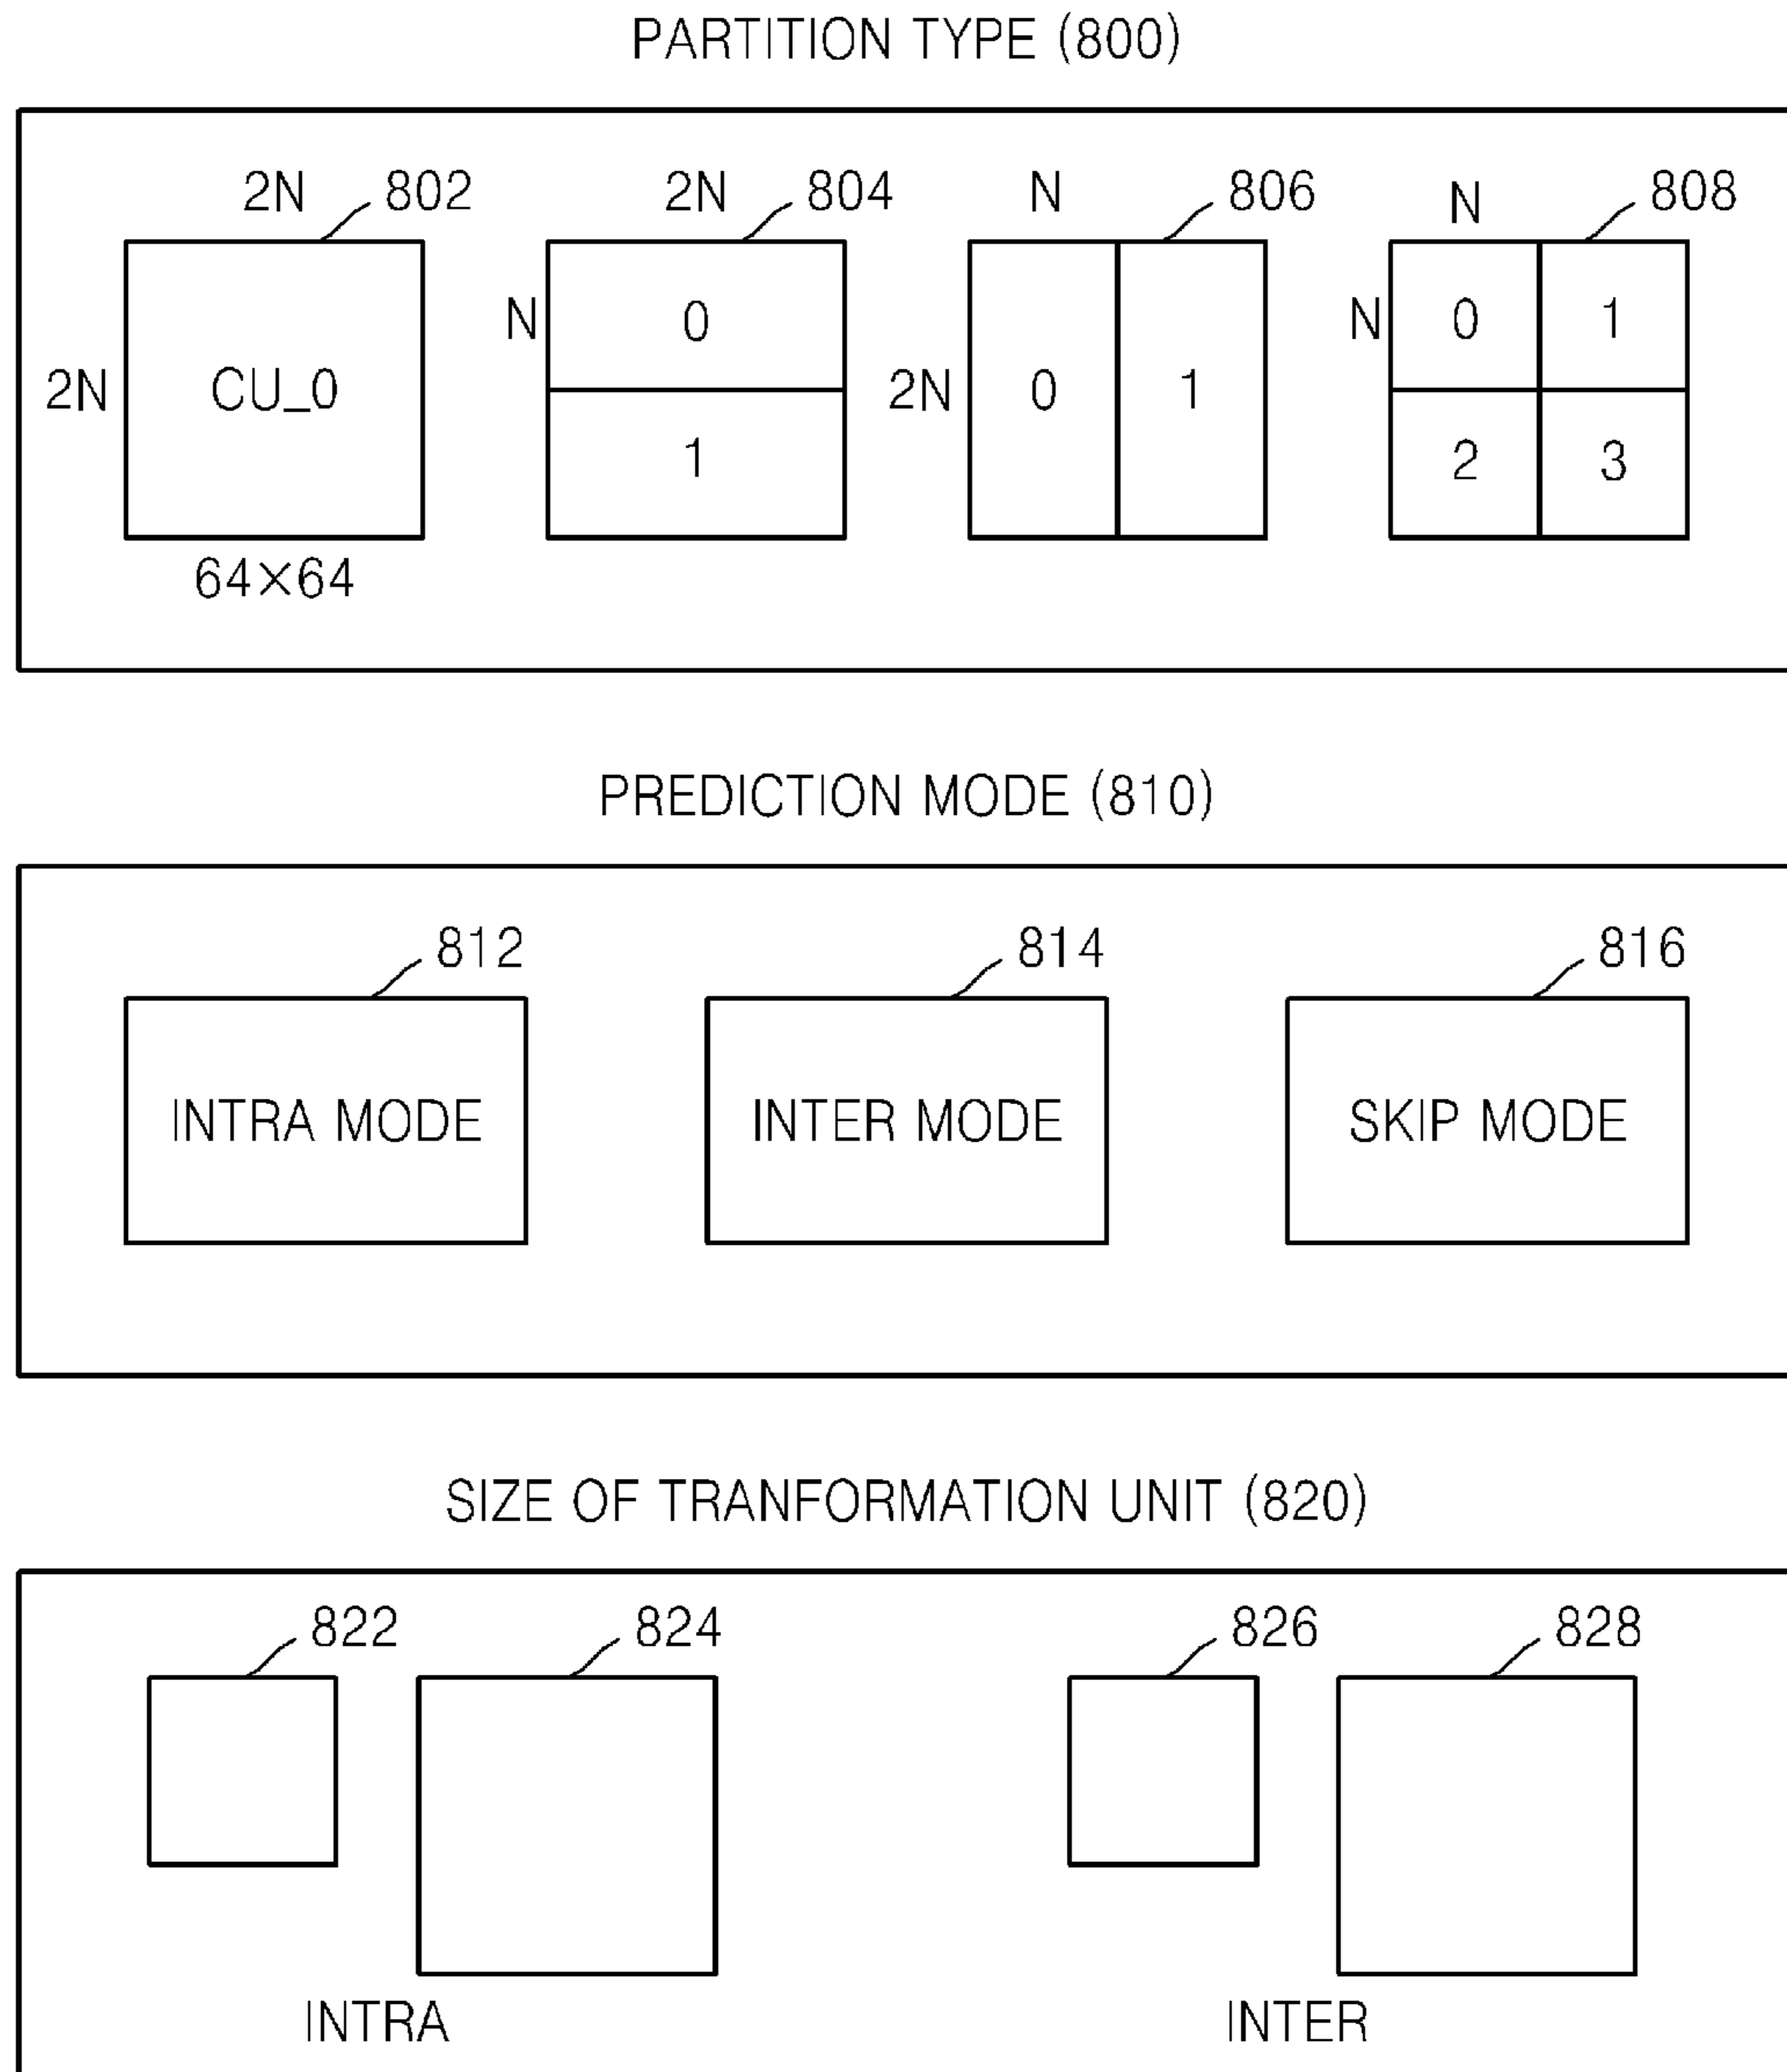 PARTITION TYPE (800)
2N 802 2N 804 N 806 N 808
N 0 N 0 1
2N CU_0 2N 0 1
1 2 3
64×64
PREDICTION MODE (810)
812 814 816
INTRA MODE INTER MODE SKIP MODE
SIZE OF TRANFORMATION UNIT (820)
822 824 826 828
INTRA INTER